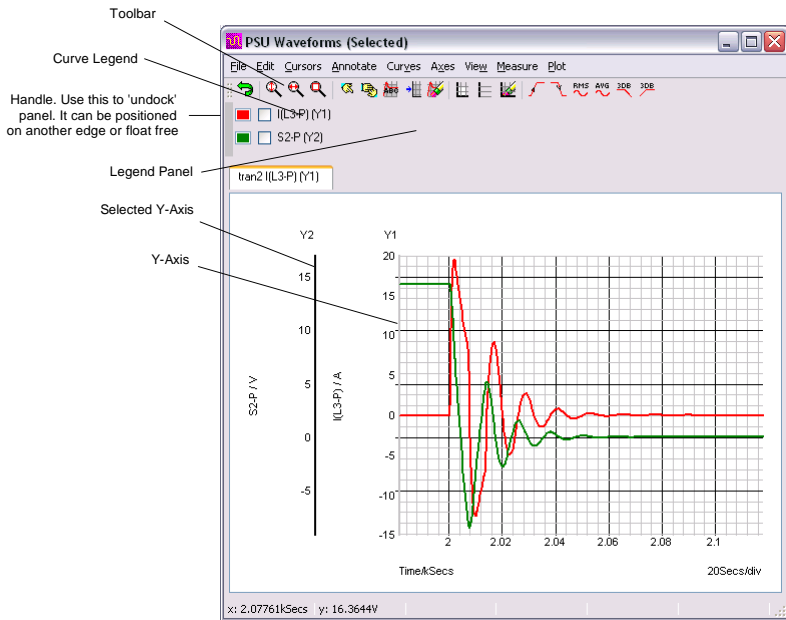 Toolbar
Curve Legend
Handle. Use this to 'undock'
panel. It can be positioned
on another edge or float free
Legend Panel
Selected Y-Axis
Y-Axis
PSU Waveforms (Selected)
File Edit Cursors Annotate Curves Axes View Measure Plot
ABC RMS AVG 3DB 3DB
I(L3-P) (Y1)
S2-P (Y2)
tran2 I(L3-P) (Y1)
Y2 Y1
S2-P / V
15
10
5
0
-5
I(L3-P) / A
20
15
10
5
0
-5
-10
-15
2 2.02 2.04 2.06 2.08 2.1
Time/kSecs 20Secs/div
x: 2.07761kSecs y: 16.3644V